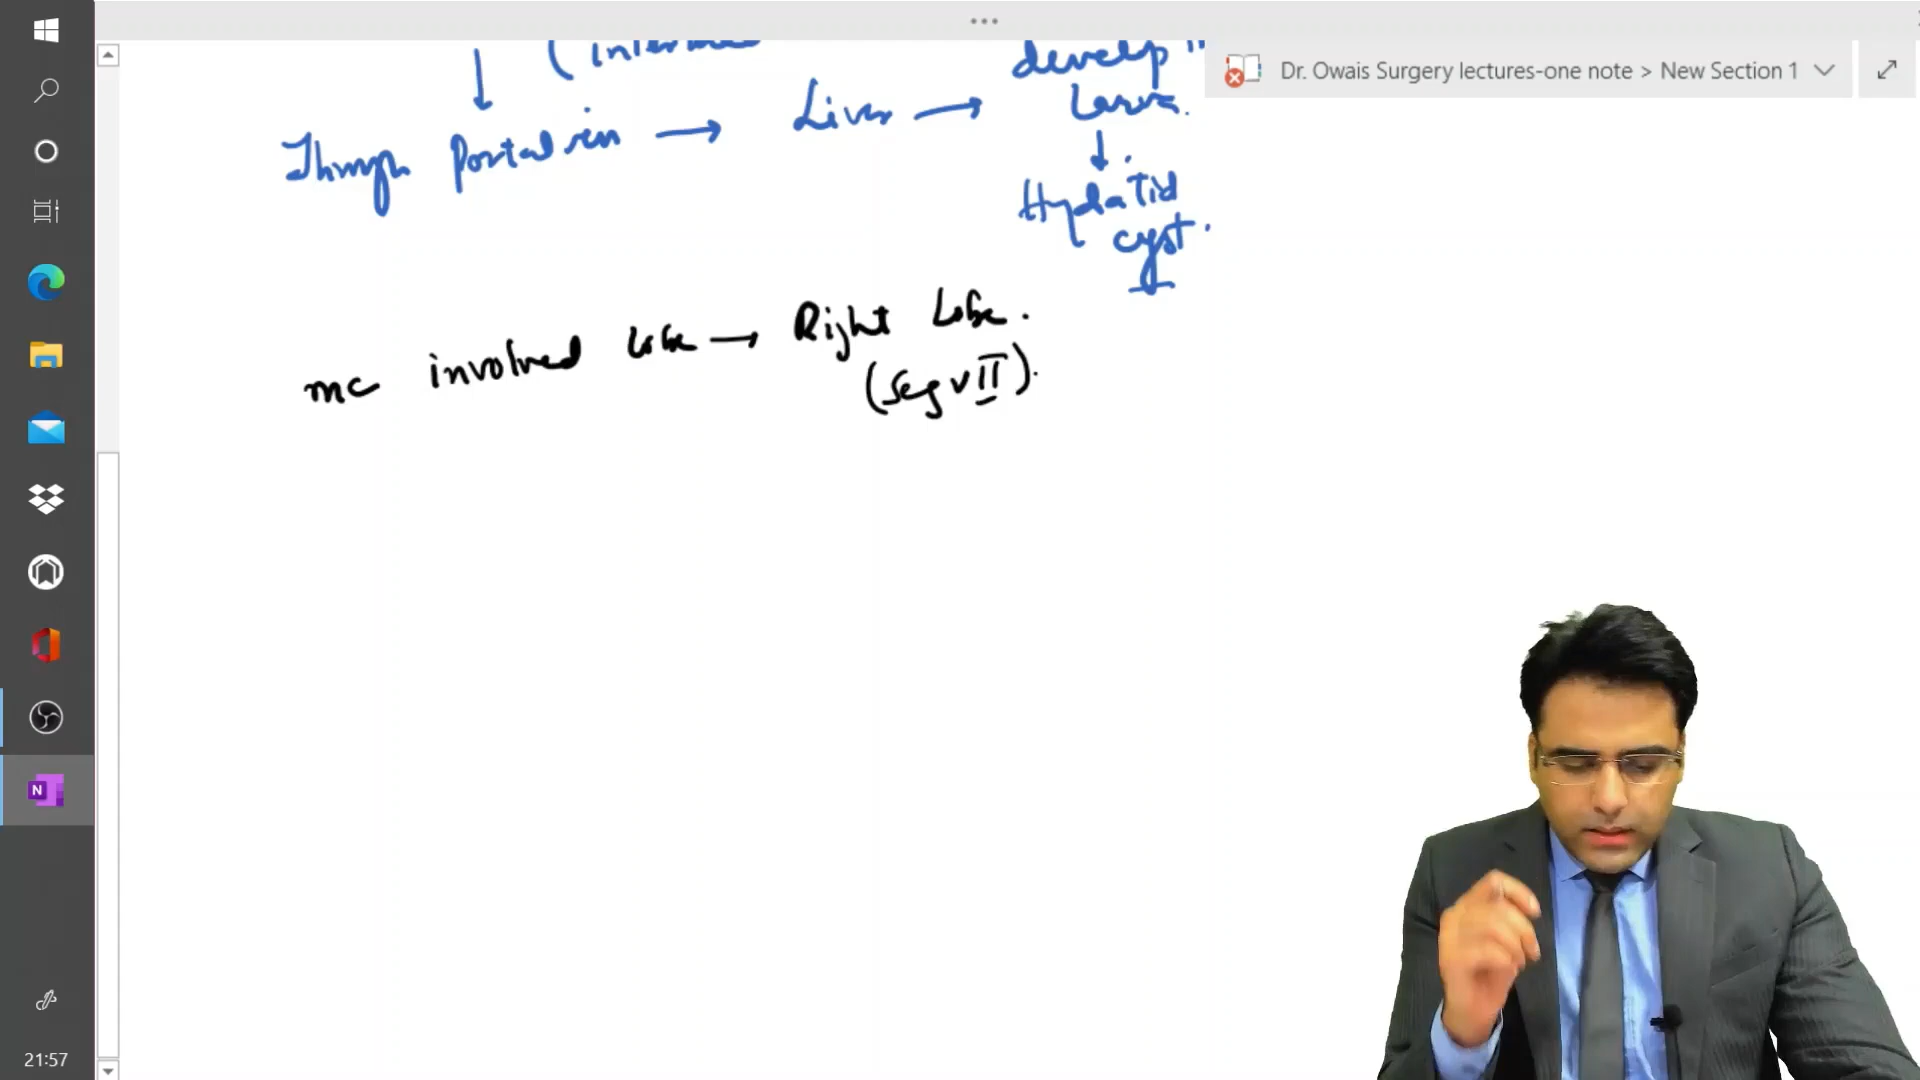 Dr. Owais Surgery lectures-one note > New Section 1
develop in
Larva.
Through Portal vein → Liver →
Hydatid
cyst.
mc involved lobe → Right Lobe.
(Seg VII).
N
21:57